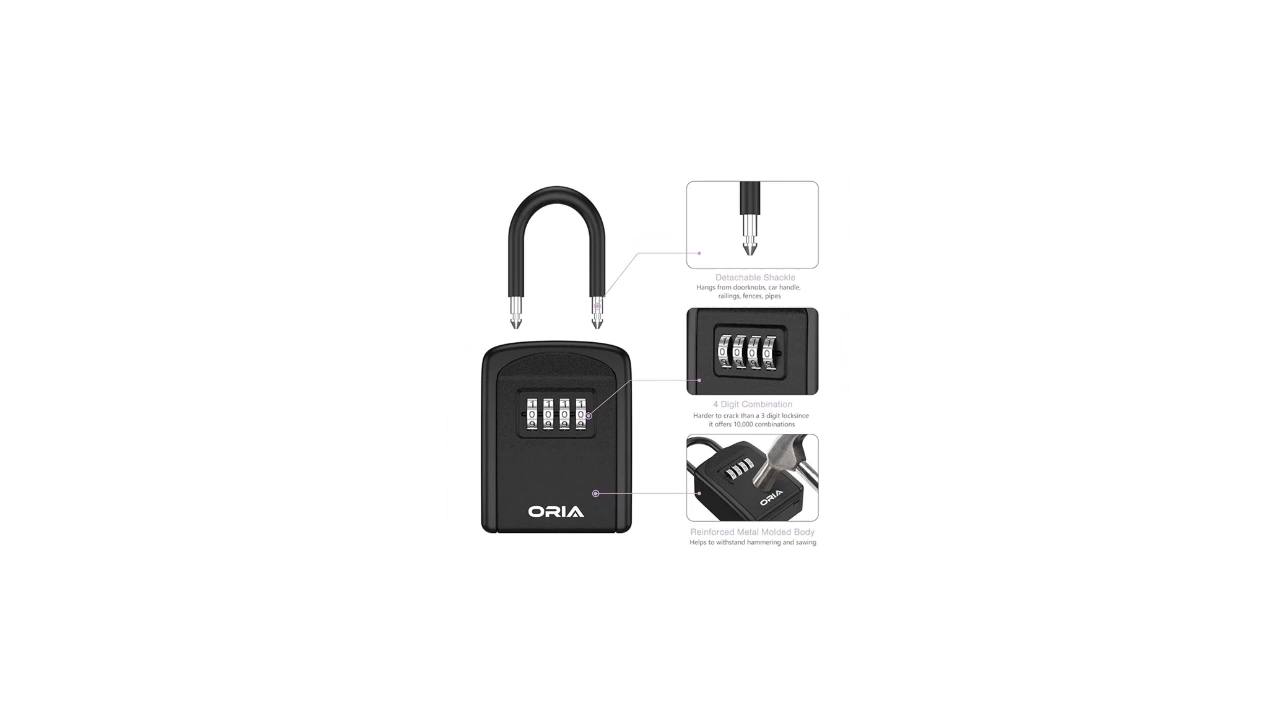 Detachable Shackle
Hangs from doorknobs, car handle,
railings, fences, pipes
4 Digit Combination
Harder to crack than a 3 digit locksince
it offers 10,000 combinations
ORIA
ORIA
Reinforced Metal Molded Body
Helps to withstand hammering and sawing